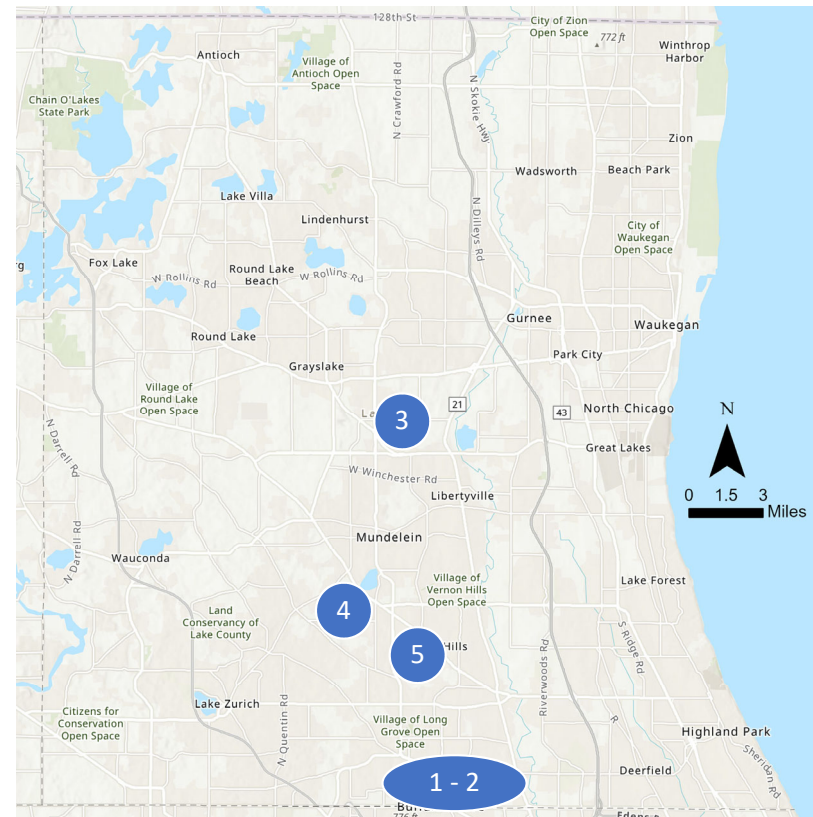 128th St
City of Zion
Open Space
772 ft
Winthrop
Harbor
Antioch
Village of
Antioch Open
Space
N Crawford Rd
N Skokie Hwy
Chain O'Lakes
State Park
Zion
Wadsworth
Beach Park
Lake Villa
Lindenhurst
N Dilleys Rd
City of
Waukegan
Open Space
rg
Fox Lake
W Rollins Rd
Round Lake
Beach
W Rollins Rd
Gurnee
Waukegan
Round Lake
Park City
Grayslake
Village of
Round Lake
Open Space
La
3
21
43
North Chicago
N
Great Lakes
N Darrell Rd
W Winchester Rd
Libertyville
0 1.5 3
Miles
N Darrell Rd
Mundelein
Wauconda
Village of
Vernon Hills
Open Space
Lake Forest
Land
Conservancy of
Lake County
4
S Ridge Rd
5
Hills
Riverwoods Rd
N Quentin Rd
Lake Zurich
Citizens for
Conservation
Open Space
Village of Long
Grove Open
Space
R
Highland Park
Sheridan Rd
Deerfield
1 - 2
776 ft